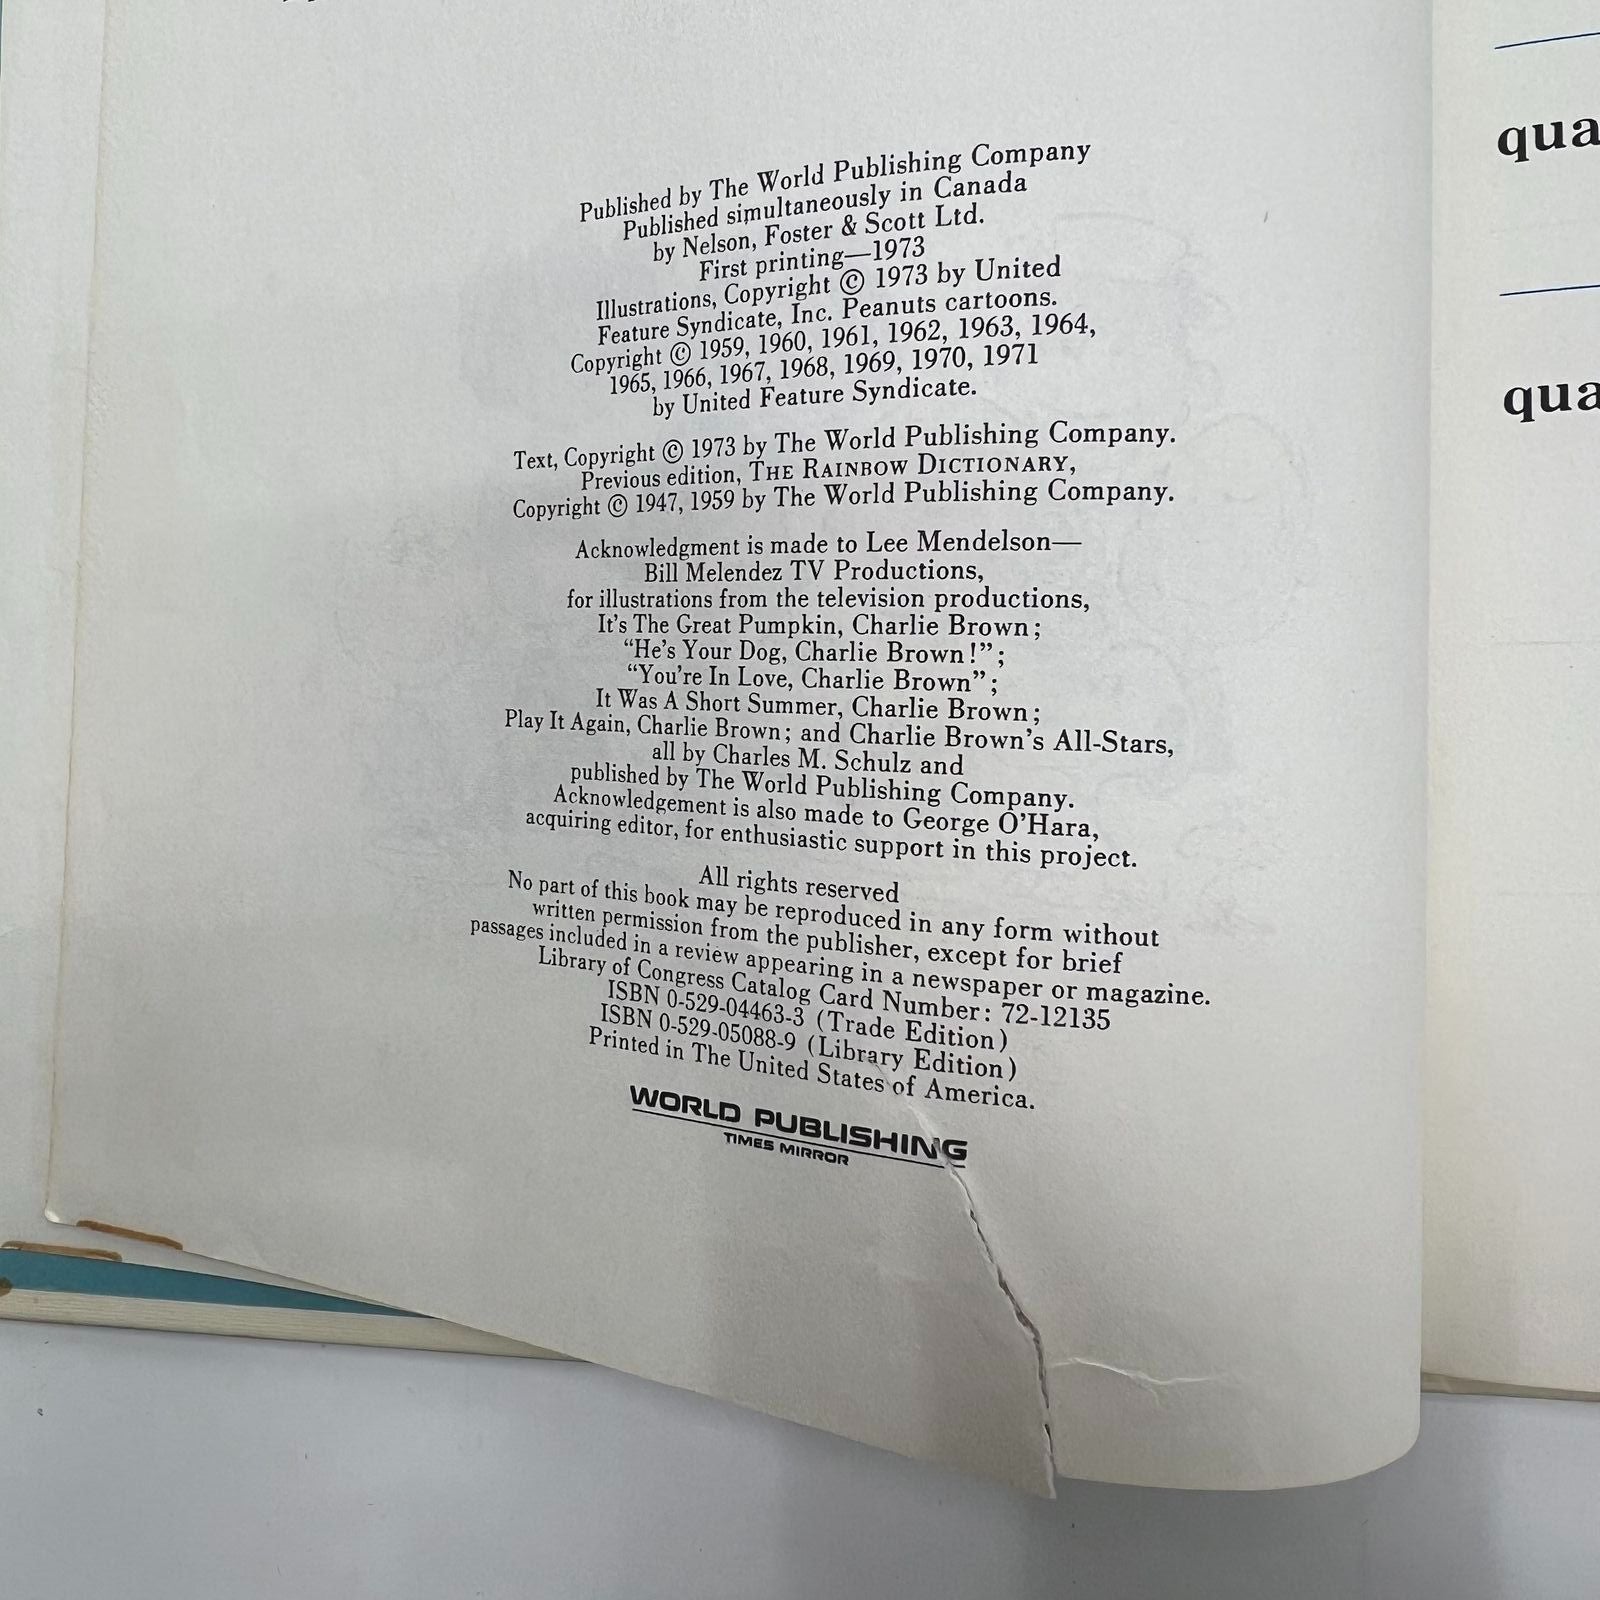 Published by The World Publishing Company
Published simultaneously in Canada
by Nelson, Foster & Scott Ltd.
First printing—1973
Illustrations, Copyright © 1973 by United
Feature Syndicate, Inc. Peanuts cartoons.
Copyright © 1959, 1960, 1961, 1962, 1963, 1964,
1965, 1966, 1967, 1968, 1969, 1970, 1971
by United Feature Syndicate.
Text, Copyright © 1973 by The World Publishing Company.
Previous edition, THE RAINBOW DICTIONARY,
Copyright © 1947, 1959 by The World Publishing Company.
Acknowledgment is made to Lee Mendelson—
Bill Melendez TV Productions,
for illustrations from the television productions,
It's The Great Pumpkin, Charlie Brown;
“He's Your Dog, Charlie Brown!”;
“You're In Love, Charlie Brown”;
It Was A Short Summer, Charlie Brown;
Play It Again, Charlie Brown; and Charlie Brown's All-Stars,
all by Charles M. Schulz and
published by The World Publishing Company.
Acknowledgement is also made to George O'Hara,
acquiring editor, for enthusiastic support in this project.
All rights reserved
No part of this book may be reproduced in any form without
written permission from the publisher, except for brief
passages included in a review appearing in a newspaper or magazine.
Library of Congress Catalog Card Number: 72-12135
ISBN 0-529-04463-3 (Trade Edition)
ISBN 0-529-05088-9 (Library Edition)
Printed in The United States of America.
WORLD PUBLISHING
TIMES MIRROR
qua
qua